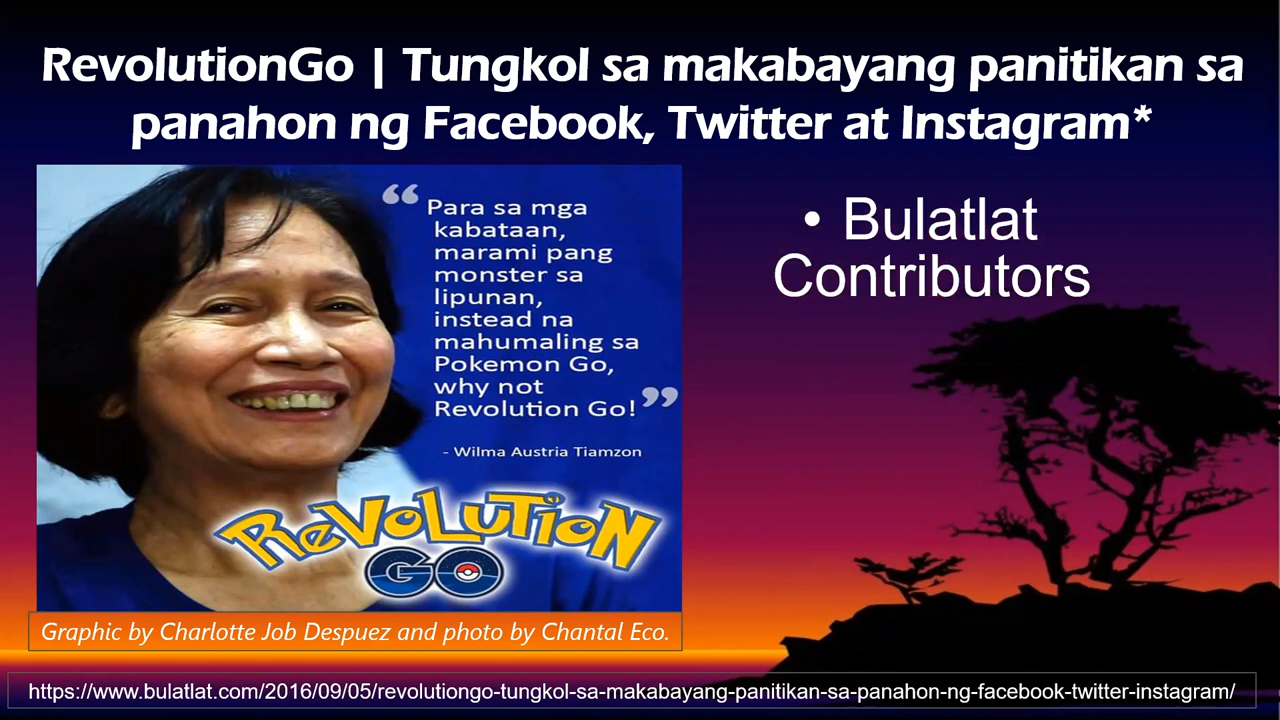 RevolutionGo | Tungkol sa makabayang panitikan sa
panahon ng Facebook, Twitter at Instagram*
“ Para sa mga
kabataan,
marami pang
monster sa
lipunan,
instead na
mahumaling sa
Pokemon Go,
why not
Revolution Go! ”
- Wilma Austria Tiamzon
REVOLUTION
GO
Graphic by Charlotte Job Despuez and photo by Chantal Eco.
• Bulatlat
Contributors
https://www.bulatlat.com/2016/09/05/revolutiongo-tungkol-sa-makabayang-panitikan-sa-panahon-ng-facebook-twitter-instagram/